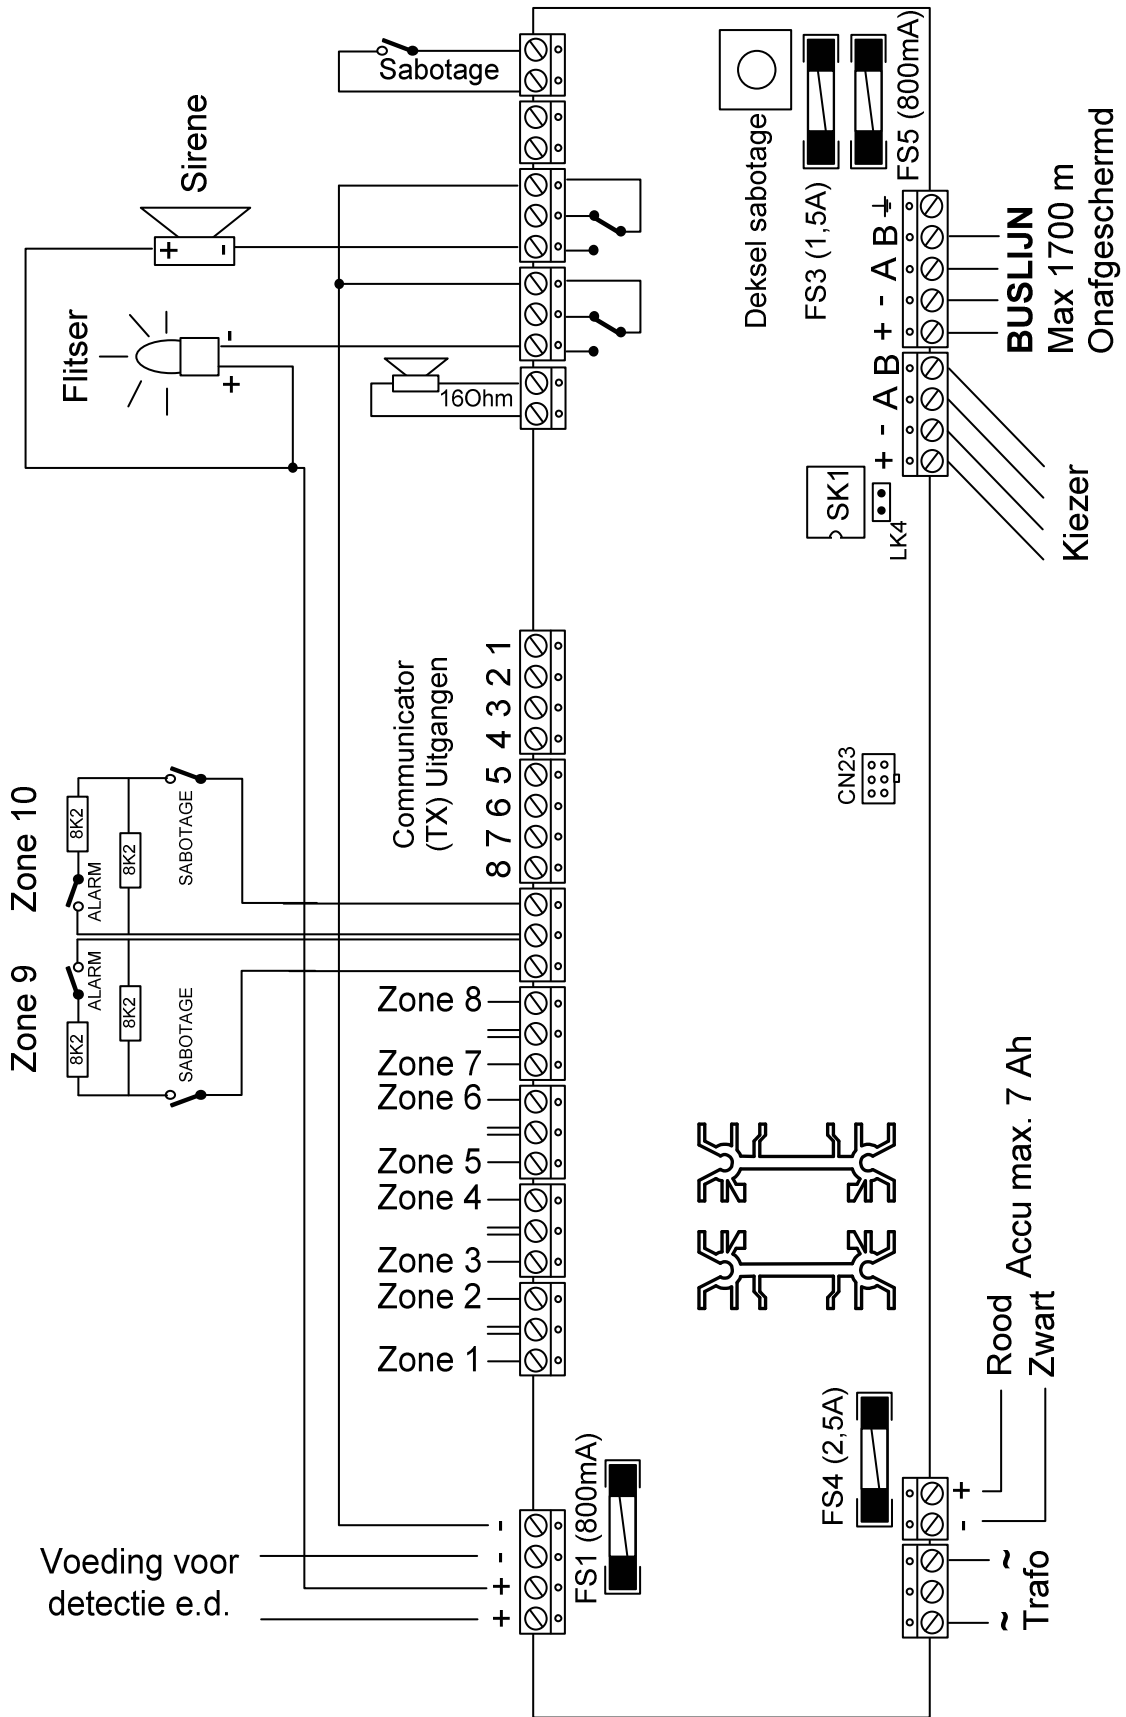 Sabotage
Sirene
+ -
Flitser
-
+
16Ohm
Deksel sabotage
FS3 (1,5A)
FS5 (800mA)
+ - A B
BUSLIJN
Max 1700 m
Onafgeschermd
+ - A B
Kiezer
SK1
LK4
Communicator
(TX) Uitgangen
8 7 6 5 4 3 2 1
CN23
Zone 10
8K2
ALARM
8K2
SABOTAGE
Zone 9
ALARM
8K2
8K2
SABOTAGE
Zone 8
Zone 7
Zone 6
Zone 5
Zone 4
Zone 3
Zone 2
Zone 1
Accu max. 7 Ah
Rood
Zwart
FS4 (2,5A)
+
-
FS1 (800mA)
-
-
+
+
Voeding voor
detectie e.d.
~ ~
Trafo